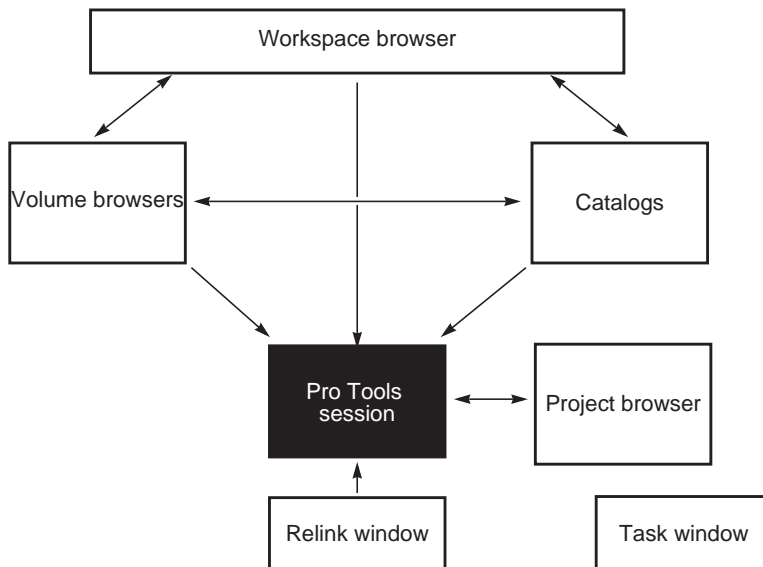 Workspace browser
Volume browsers
Catalogs
Pro Tools
session
Project browser
Relink window
Task window